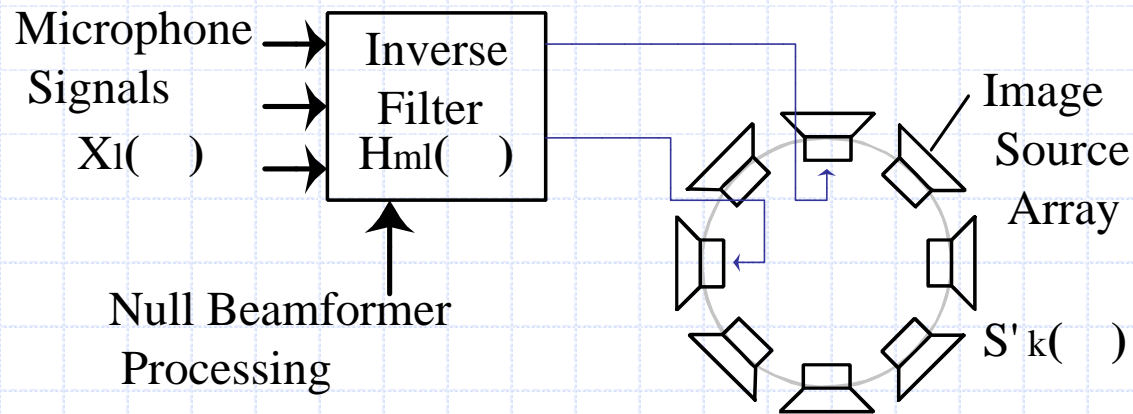 Microphone
Signals
Xl( )
Inverse
Filter
Hml( )
Null Beamformer
Processing
Image
Source
Array
S' k( )